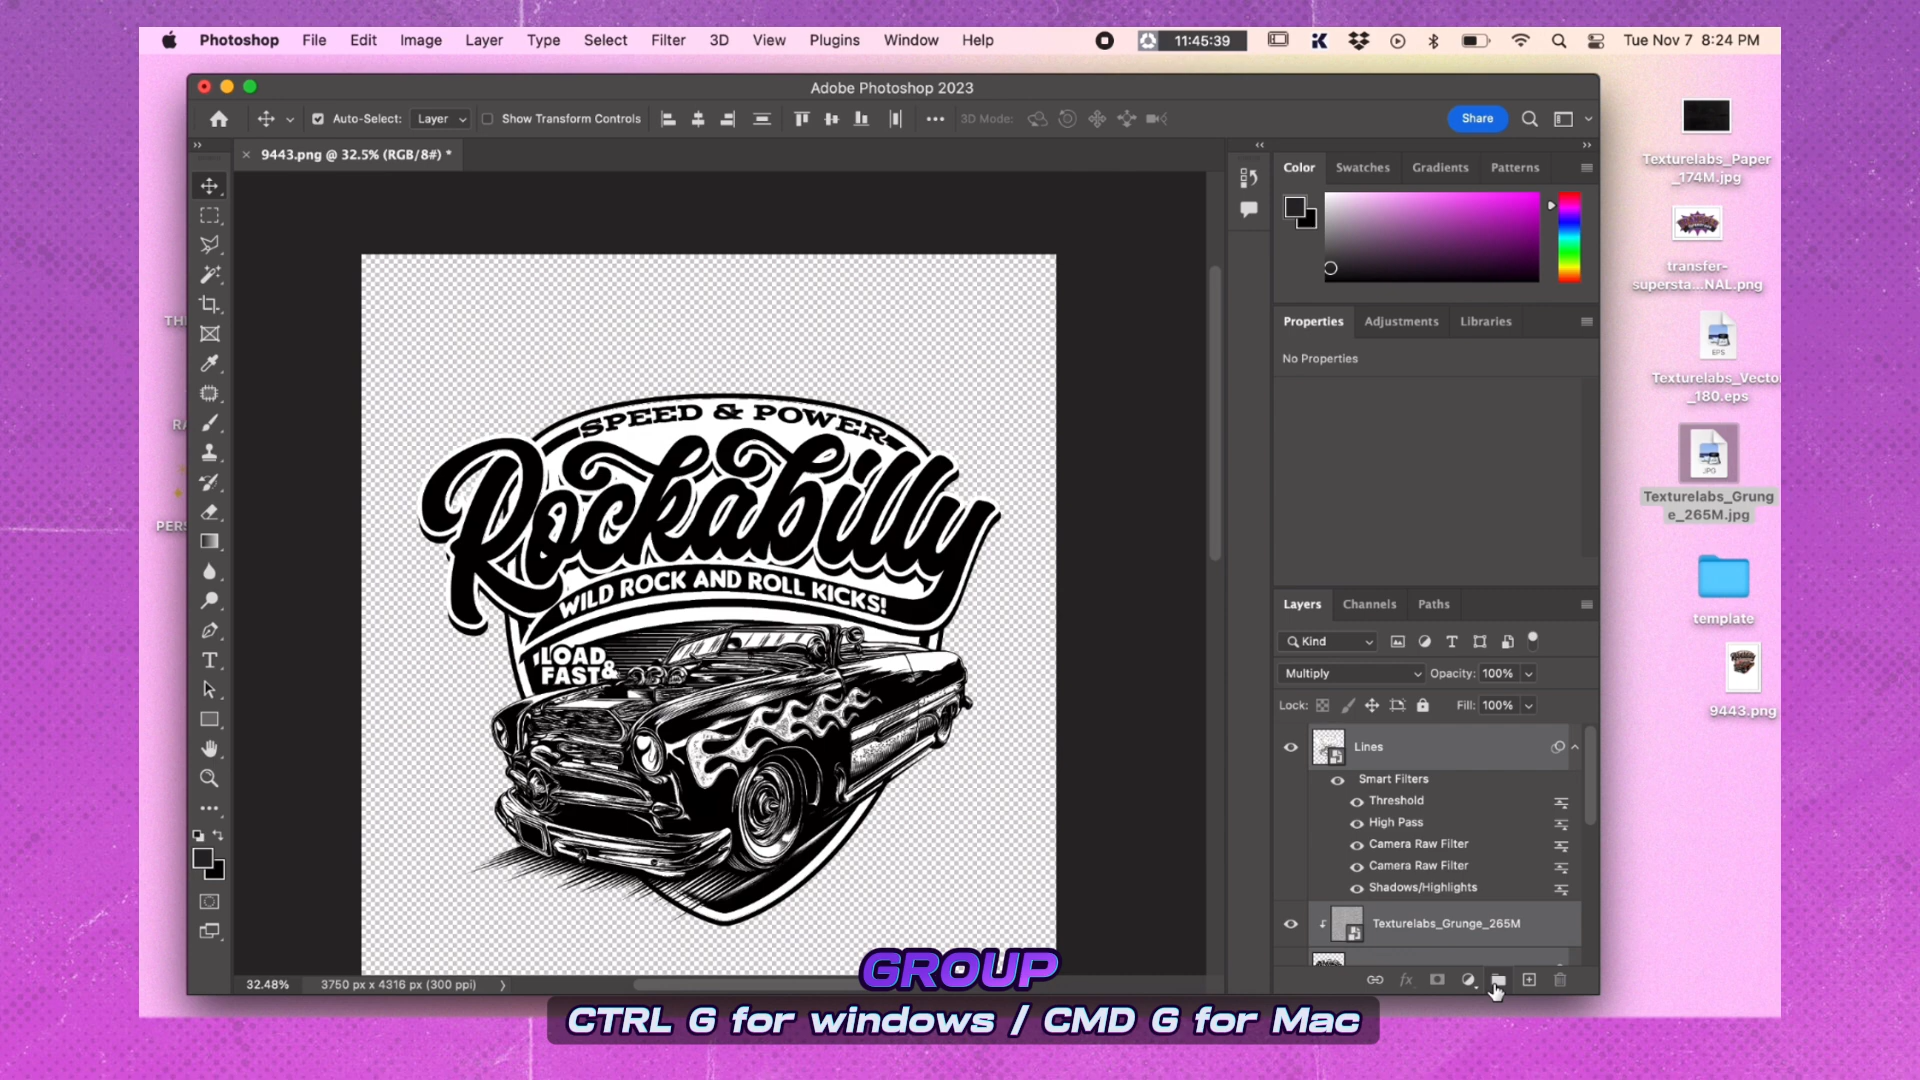 Photoshop File Edit Image Layer Type Select Filter 3D View Plugins Window Help 11:45:39 Tue Nov 7 8:24 PM
Adobe Photoshop 2023
Auto-Select: Layer Show Transform Controls 3D Mode: Share
9443.png @ 32.5% (RGB/8#) *
Color Swatches Gradients Patterns
Properties Adjustments Libraries
No Properties
SPEED & POWER
Rockabilly
WILD ROCK AND ROLL KICKS!
LOAD
FAST &
Layers Channels Paths
Kind
Multiply Opacity: 100%
Lock: Fill: 100%
Lines
Smart Filters
Threshold
High Pass
Camera Raw Filter
Camera Raw Filter
Shadows/Highlights
Texturelabs_Grunge_265M
fx
32.48% 3750 px x 4316 px (300 ppi)
Texturelabs_Paper
_174M.jpg
transfer-
supersta...NAL.png
EPS
Texturelabs_Vecto
_180.eps
JPG
Texturelabs_Grung
e_265M.jpg
template
9443.png
TH
RA
PERS
GROUP
CTRL G for windows / CMD G for Mac